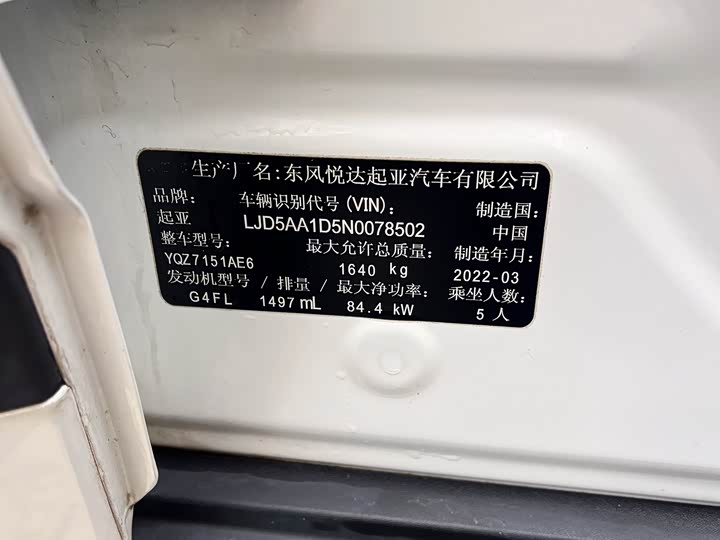 生产厂名:东风悦达起亚汽车有限公司
品牌: 车辆识别代号(VIN): 制造国:
起亚 LJD5AA1D5N0078502 中国
整车型号: 最大允许总质量: 制造年月:
YQZ7151AE6 1640 kg 2022-03
发动机型号 / 排量 / 最大净功率: 乘坐人数:
G4FL 1497 mL 84.4 kW 5 人